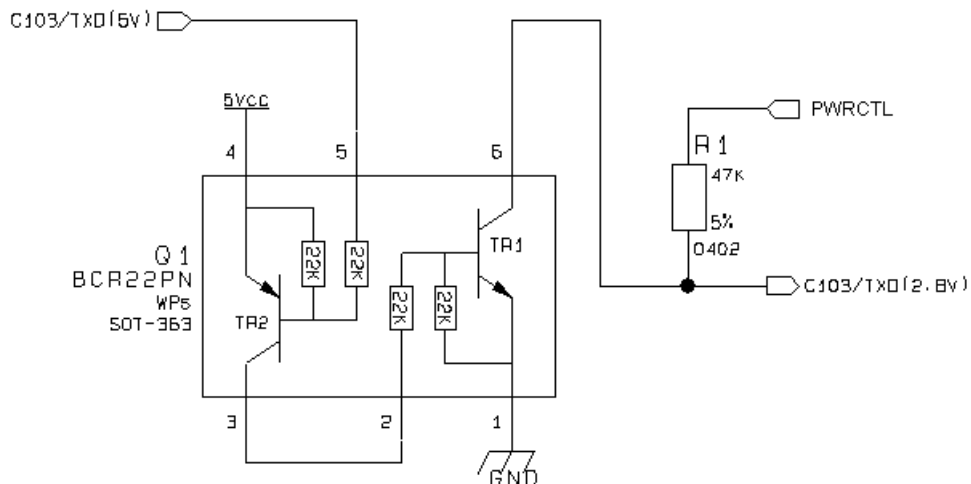 C103/TXD(5V)
5VCC
PWRCTL
4
5
6
R1
47K
5%
0402
Q1
BCR22PN
WPs
SOT-363
22K
22K
22K
22K
TR1
TR2
C103/TXD(2.8V)
3
2
1
GND